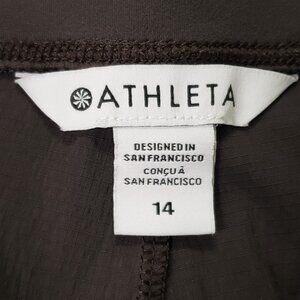 ATHLETA
DESIGNED IN
SAN FRANCISCO
CONÇU À
SAN FRANCISCO
14